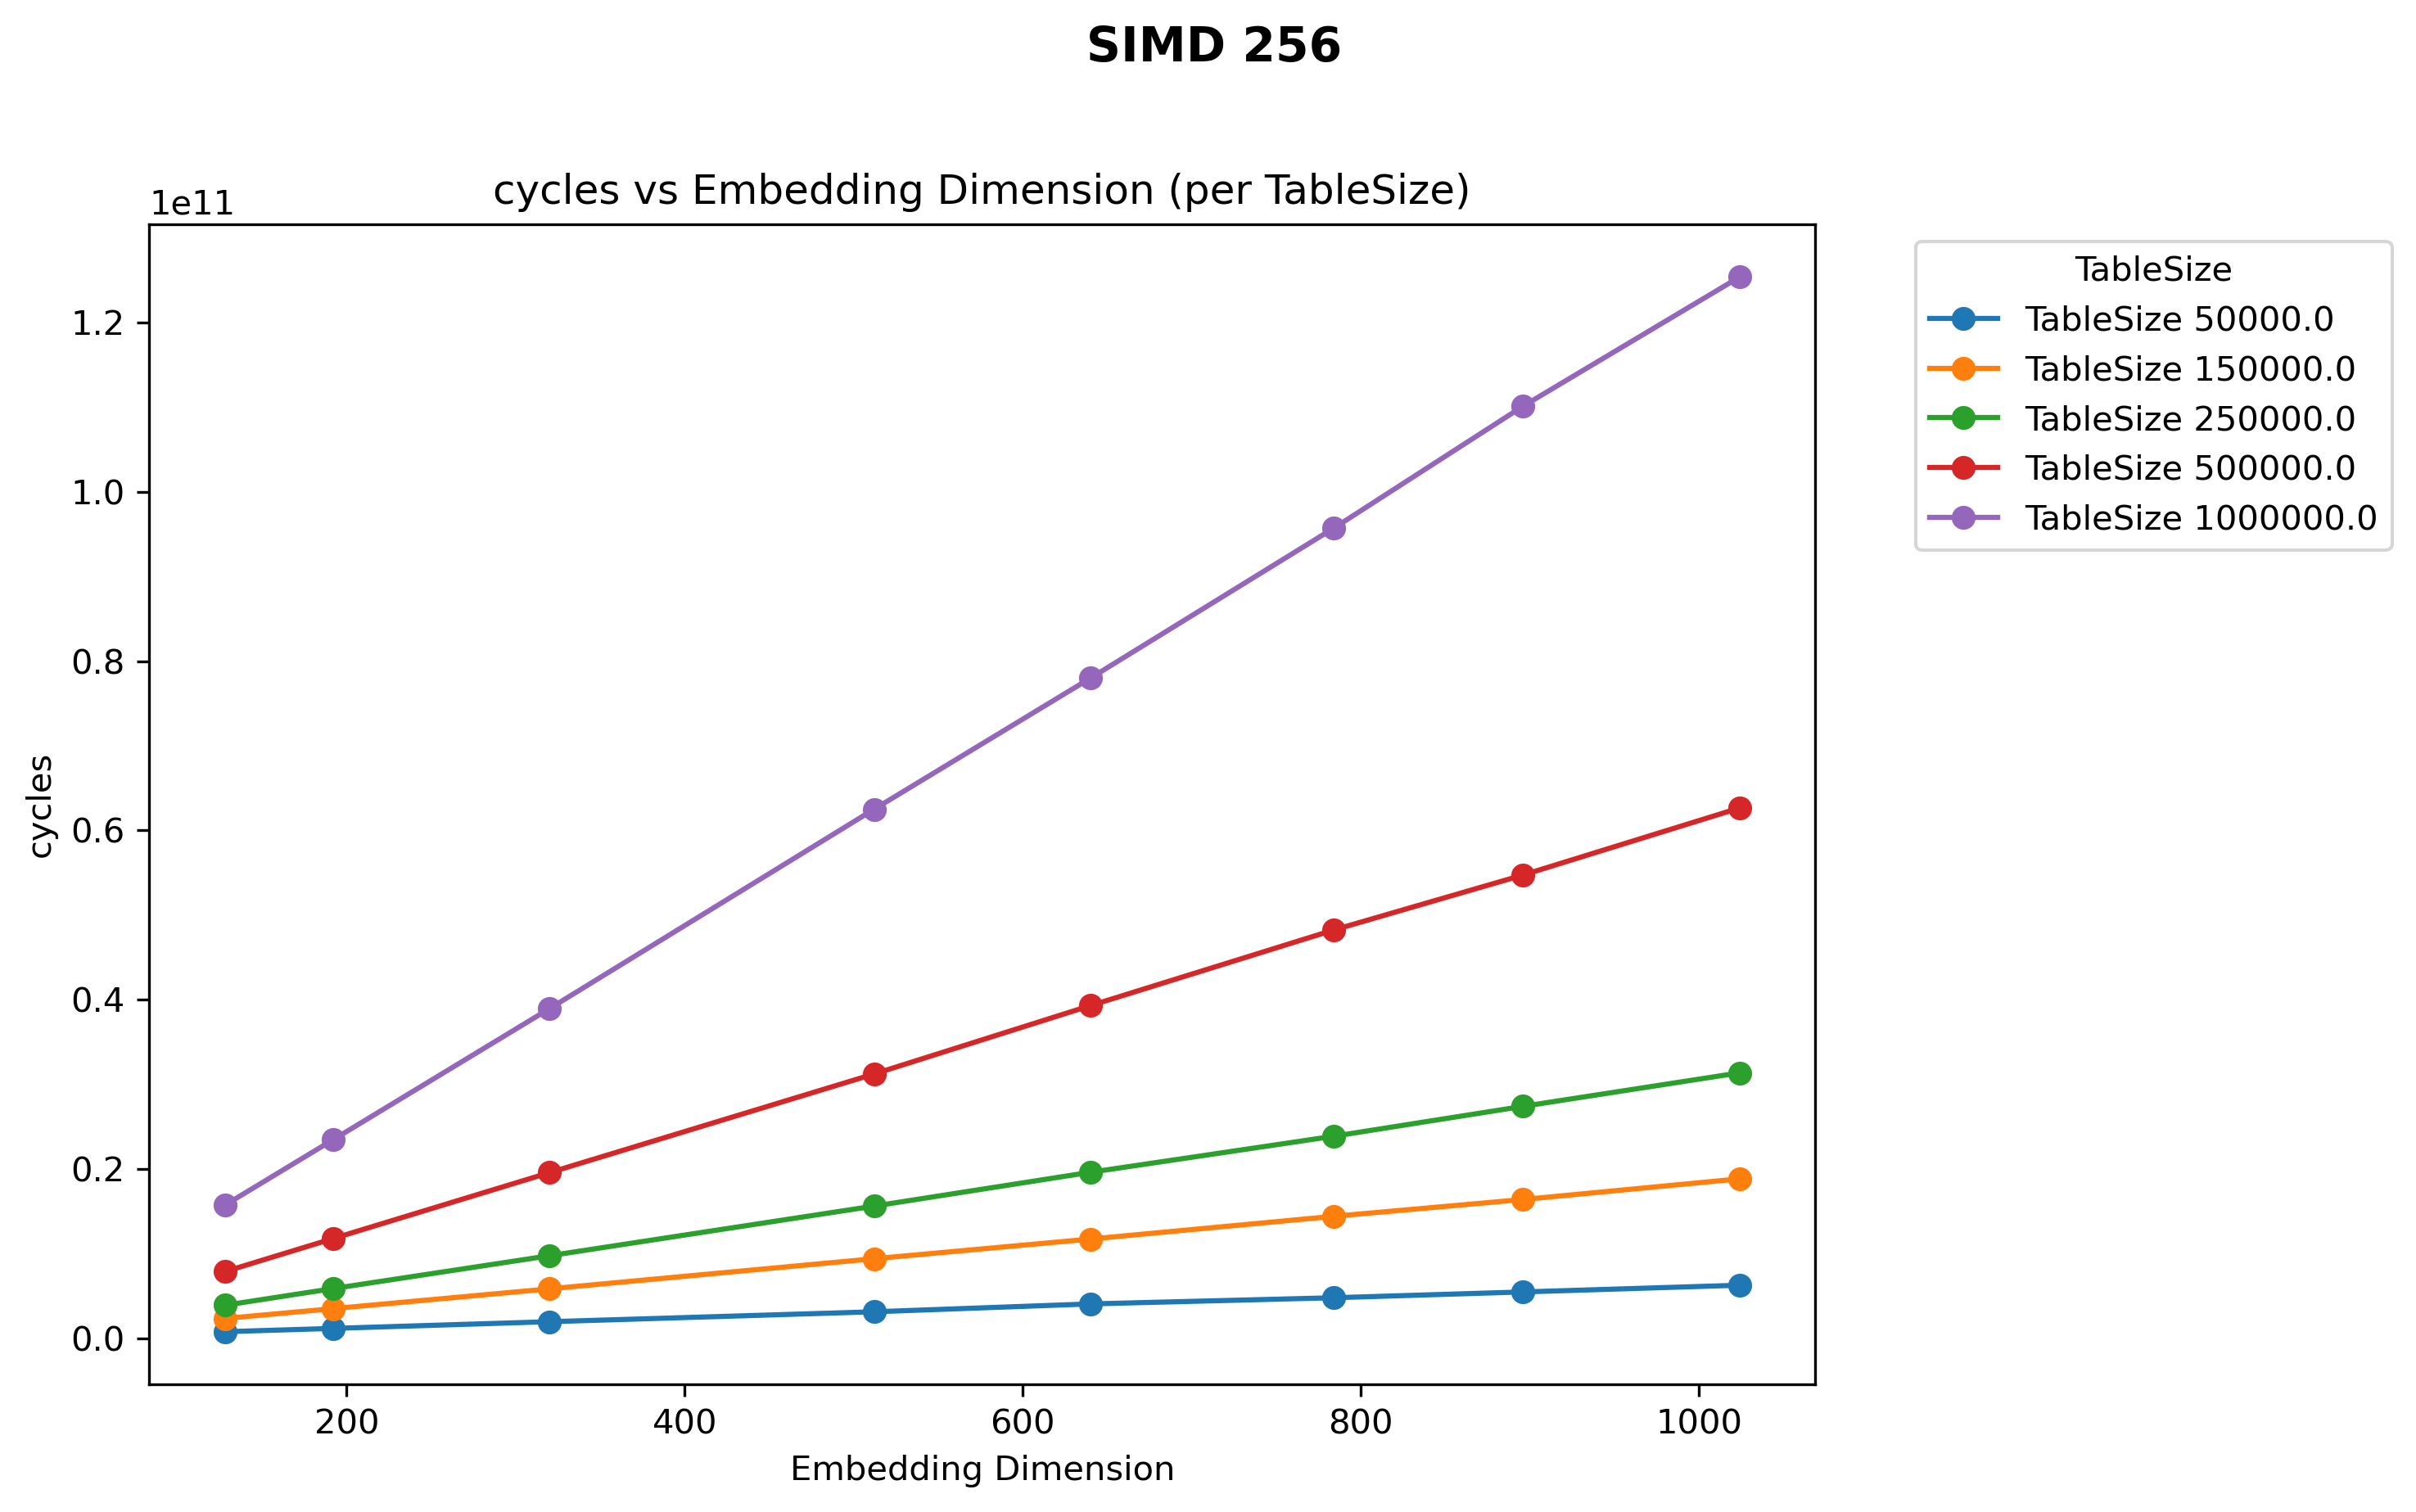 SIMD 256
cycles vs Embedding Dimension (per TableSize)
1e11
1.2
1.0
0.8
0.6
0.4
0.2
0.0
cycles
200 400 600 800 1000
Embedding Dimension
TableSize
TableSize 50000.0
TableSize 150000.0
TableSize 250000.0
TableSize 500000.0
TableSize 1000000.0